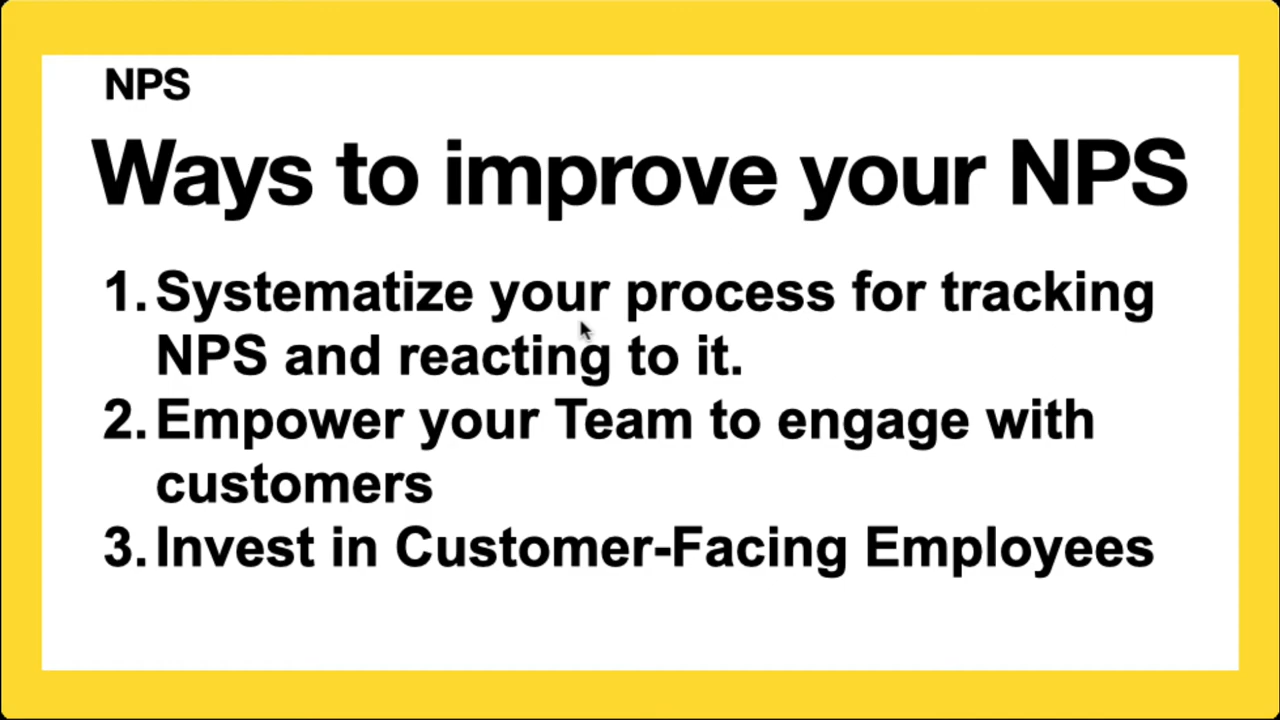 NPS
Ways to improve your NPS
1. Systematize your process for tracking
NPS and reacting to it.
2. Empower your Team to engage with
customers
3. Invest in Customer-Facing Employees